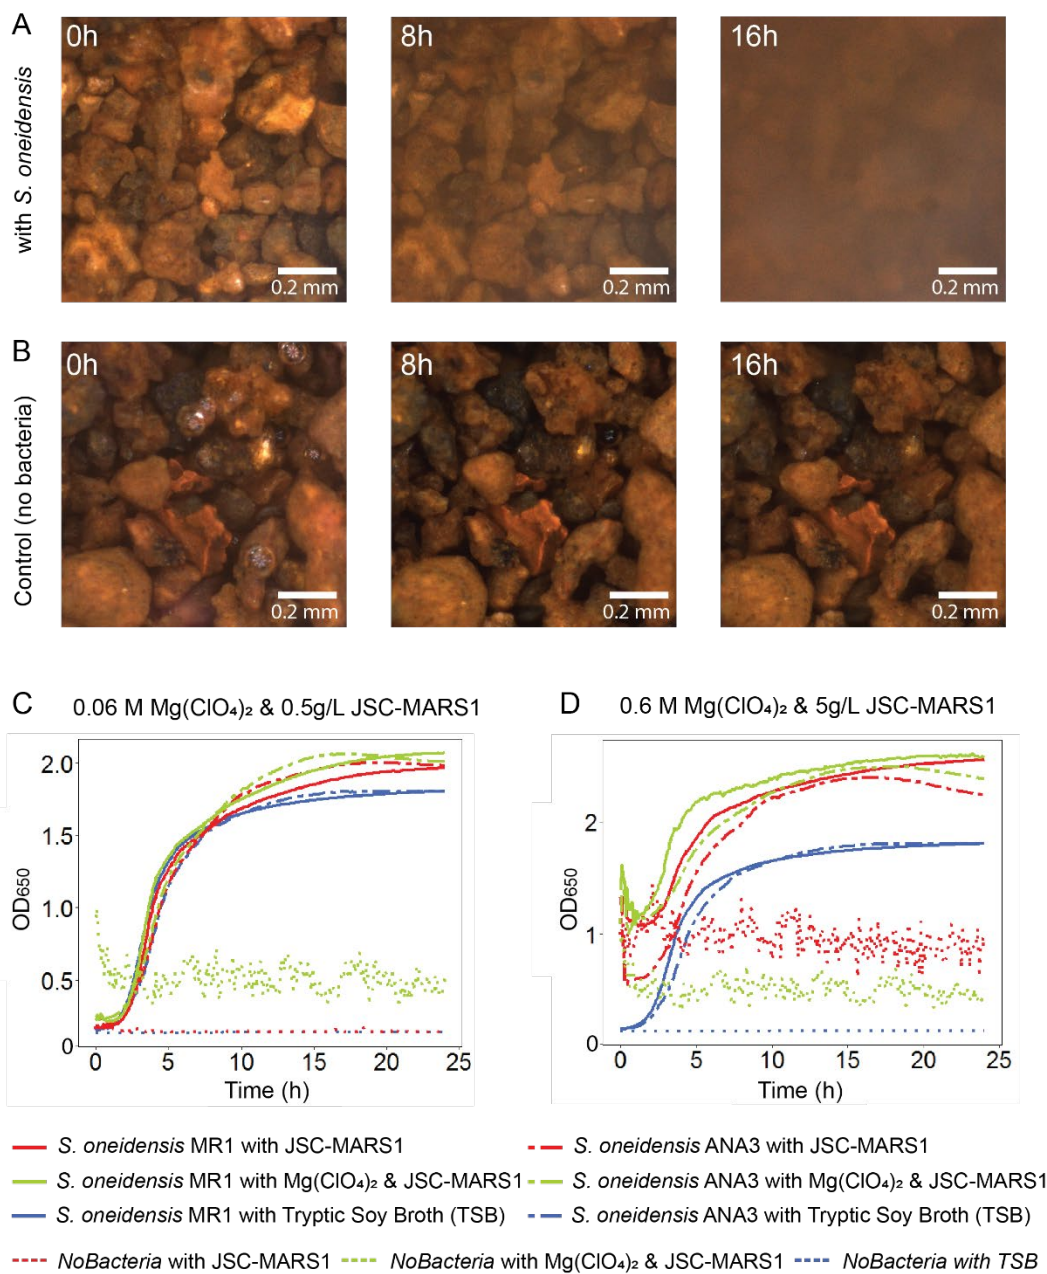 A
with S. oneidensis
0h
8h
16h
0.2 mm
0.2 mm
0.2 mm
B
Control (no bacteria)
0h
8h
16h
0.2 mm
0.2 mm
0.2 mm
C
0.06 M Mg(ClO₄)₂ & 0.5g/L JSC-MARS1
OD650
2.0
1.5
1.0
0.5
0
0 5 10 15 20 25
Time (h)
D
0.6 M Mg(ClO₄)₂ & 5g/L JSC-MARS1
OD650
2
1
0
0 5 10 15 20 25
Time (h)
S. oneidensis MR1 with JSC-MARS1
S. oneidensis ANA3 with JSC-MARS1
S. oneidensis MR1 with Mg(ClO₄)₂ & JSC-MARS1
S. oneidensis ANA3 with Mg(ClO₄)₂ & JSC-MARS1
S. oneidensis MR1 with Tryptic Soy Broth (TSB)
S. oneidensis ANA3 with Tryptic Soy Broth (TSB)
NoBacteria with JSC-MARS1
NoBacteria with Mg(ClO₄)₂ & JSC-MARS1
NoBacteria with TSB